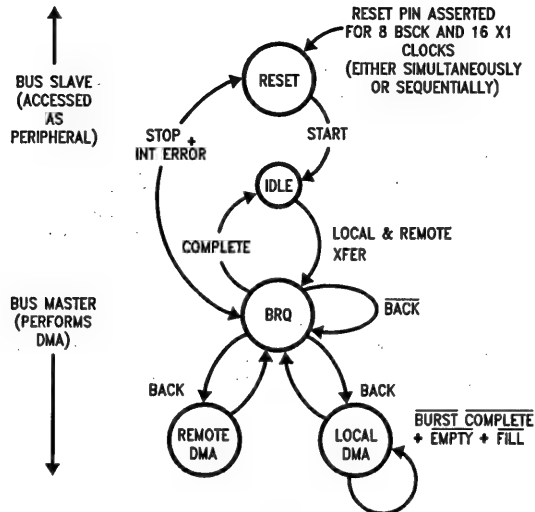 RESET PIN ASSERTED
FOR 8 BSCK AND 16 X1
CLOCKS
(EITHER SIMULTANEOUSLY
OR SEQUENTIALLY)
RESET
BUS SLAVE
(ACCESSED
AS
PERIPHERAL)
STOP +
INT ERROR
START
IDLE
COMPLETE
LOCAL & REMOTE
XFER
BUS MASTER
(PERFORMS
DMA)
BRQ
BACK
BACK
BACK
REMOTE
DMA
LOCAL
DMA
BURST COMPLETE
+ EMPTY + FILL